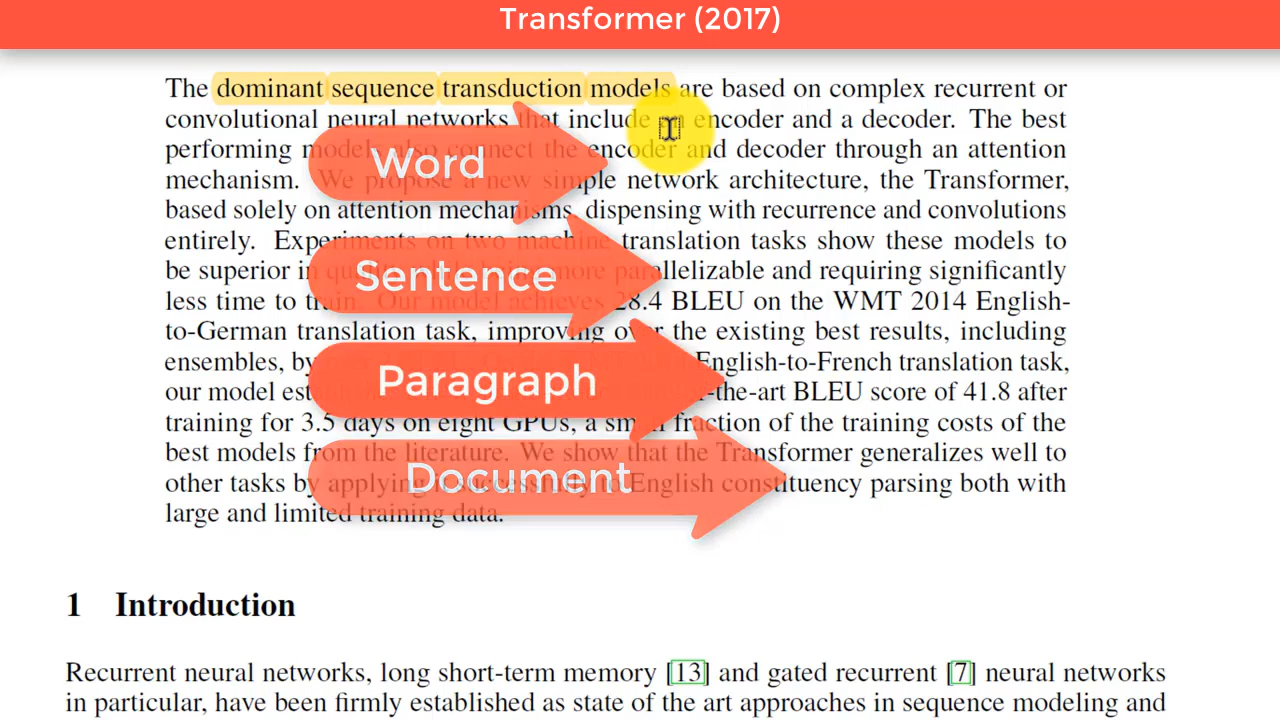 Transformer (2017)
The dominant sequence transduction models are based on complex recurrent or
convolutional neural networks that include an encoder and a decoder. The best
performing models also connect the encoder and decoder through an attention
Word
mechanism. We propose a new simple network architecture, the Transformer,
based solely on attention mechanisms, dispensing with recurrence and convolutions
entirely. Experiments on two machine translation tasks show these models to
Sentence
be superior in quality while being more parallelizable and requiring significantly
less time to train. Our model achieves 28.4 BLEU on the WMT 2014 English-
to-German translation task, improving over the existing best results, including
ensembles, by English-to-French translation task,
Paragraph
our model -the-art BLEU score of 41.8 after
training for 3.5 days on eight GPUs, a small fraction of the training costs of the
best models from the literature. We show that the Transformer generalizes well to
Document
other tasks by applying it successfully to English constituency parsing both with
large and limited training data.
1 Introduction
Recurrent neural networks, long short-term memory [13] and gated recurrent [7] neural networks
in particular, have been firmly established as state of the art approaches in sequence modeling and